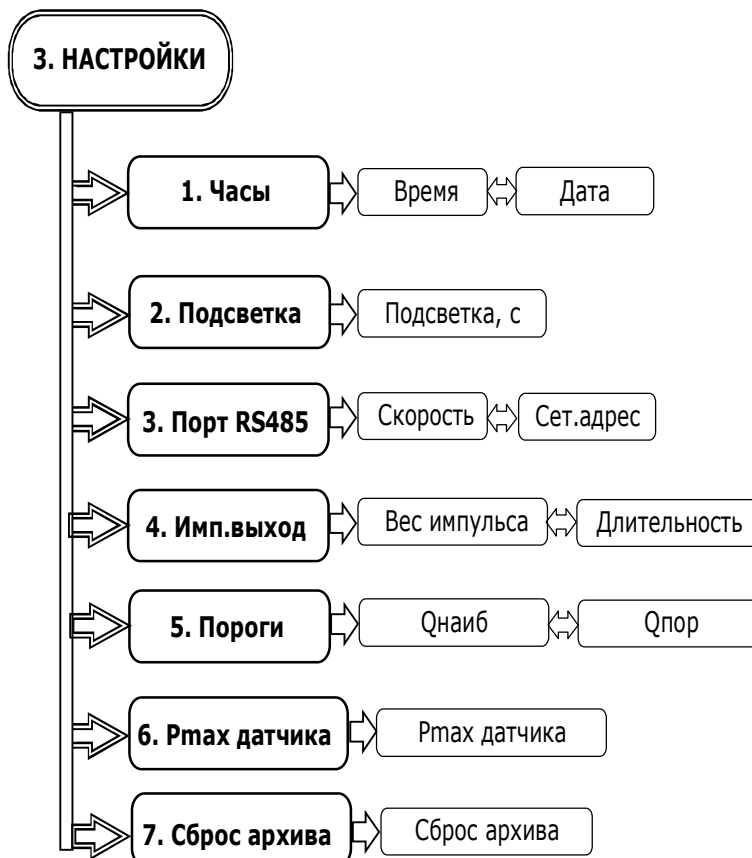 3. НАСТРОЙКИ
1. Часы
Время
Дата
2. Подсветка
Подсветка, с
3. Порт RS485
Скорость
Сет.адрес
4. Имп.выход
Вес импульса
Длительность
5. Пороги
Qнаиб
Qпор
6. Pmax датчика
Pmax датчика
7. Сброс архива
Сброс архива